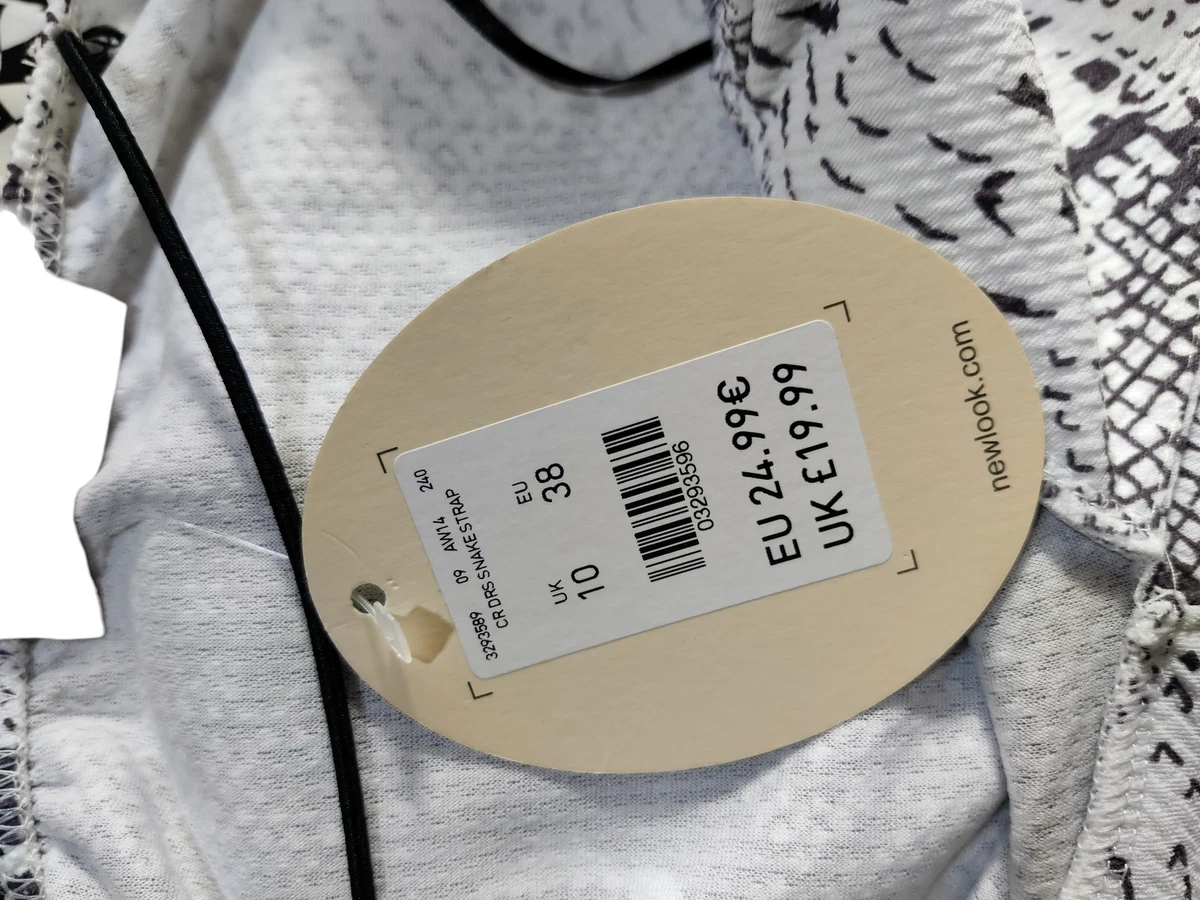 3293589 09 AW14 240
CR DRS SNAKE STRAP
UK EU
10 38
03293596
EU 24.99€
UK £19.99
newlook.com